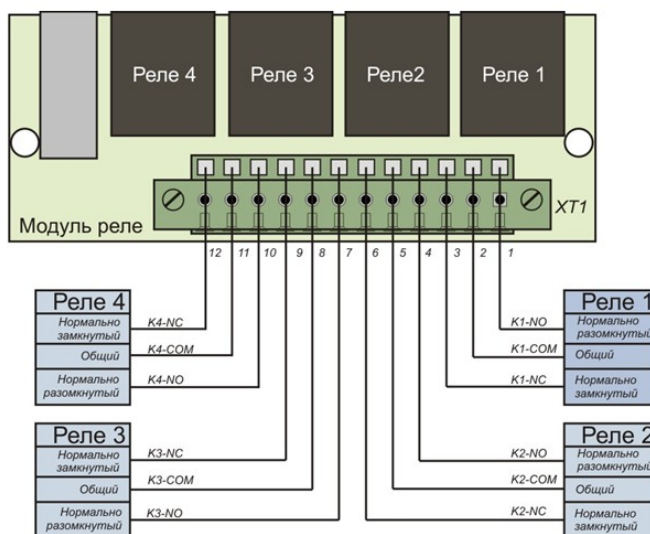 Реле 4 Реле 3 Реле2 Реле 1
Модуль реле
XT1
12 11 10 9 8 7 6 5 4 3 2 1
Реле 4
Нормально
замкнутый
K4-NC
Общий
K4-COM
Нормально
разомкнутый
K4-NO
Реле 1
Нормально
разомкнутый
K1-NO
Общий
K1-COM
Нормально
замкнутый
K1-NC
Реле 3
Нормально
замкнутый
K3-NC
Общий
K3-COM
Нормально
разомкнутый
K3-NO
Реле 2
Нормально
разомкнутый
K2-NO
Общий
K2-COM
Нормально
замкнутый
K2-NC